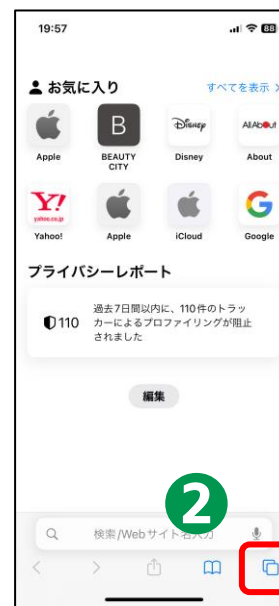 19:57
88
お気に入り
すべてを表示
B
Disney
All About
Apple
BEAUTY
CITY
Disney
About
Y!
yahoo.co.jp
G
Yahoo!
Apple
iCloud
Google
プライバシーレポート
110
過去7日間以内に、110件のトラッ
カーによるプロファイリングが阻止
されました
編集
2
検索/Webサイト名入力